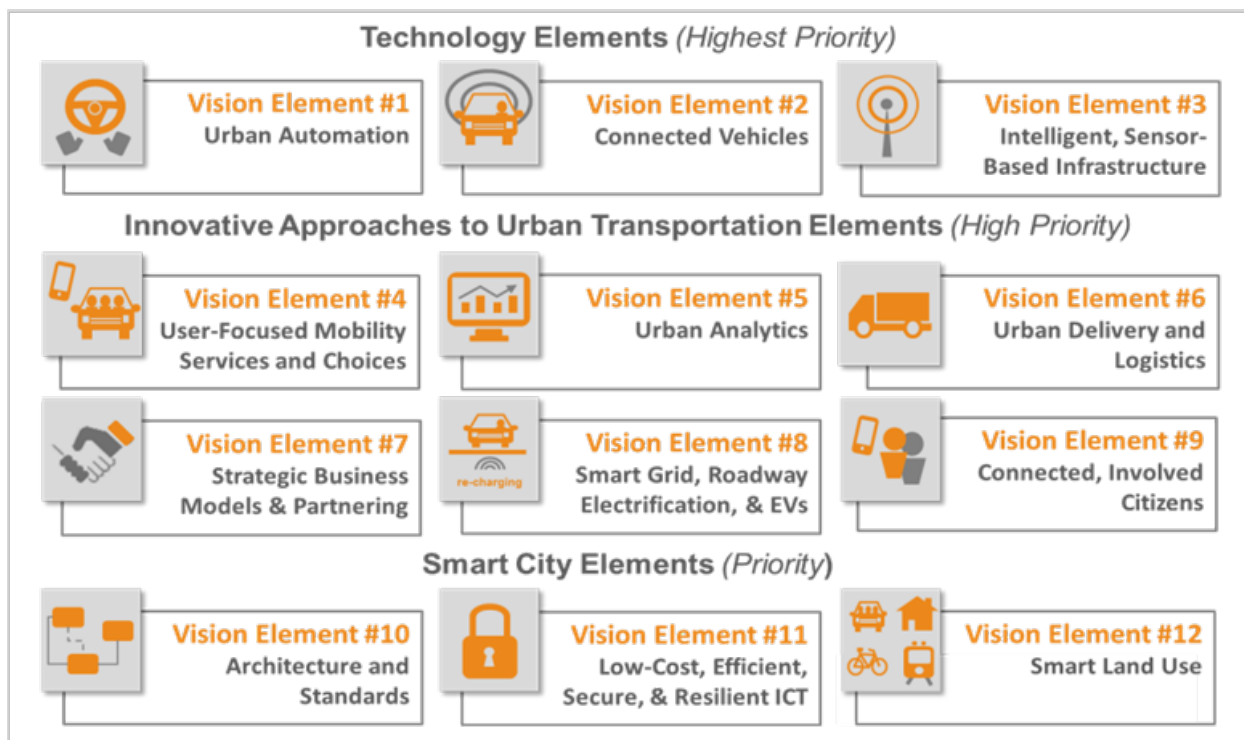 Technology Elements (Highest Priority)
Vision Element #1
Urban Automation
Vision Element #2
Connected Vehicles
Vision Element #3
Intelligent, Sensor-
Based Infrastructure
Innovative Approaches to Urban Transportation Elements (High Priority)
Vision Element #4
User-Focused Mobility
Services and Choices
Vision Element #5
Urban Analytics
Vision Element #6
Urban Delivery and
Logistics
Vision Element #7
Strategic Business
Models & Partnering
re-charging
Vision Element #8
Smart Grid, Roadway
Electrification, & EVs
Vision Element #9
Connected, Involved
Citizens
Smart City Elements (Priority)
Vision Element #10
Architecture and
Standards
Vision Element #11
Low-Cost, Efficient,
Secure, & Resilient ICT
Vision Element #12
Smart Land Use